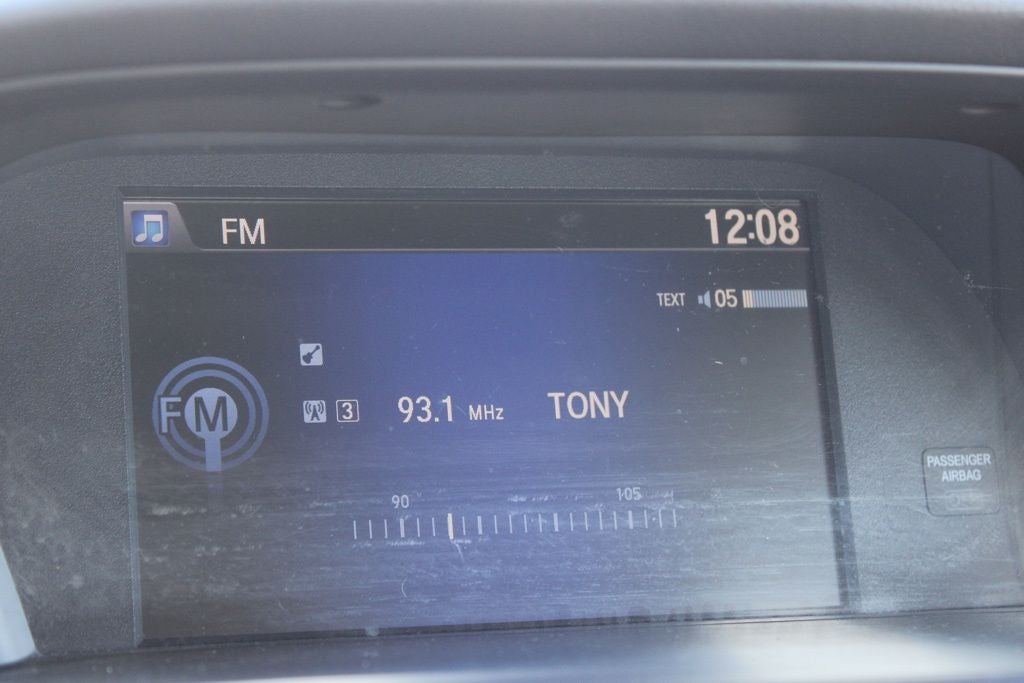 FM
12:08
TEXT 05
FM
3 93.1 MHz TONY
90 105
PASSENGER
AIRBAG